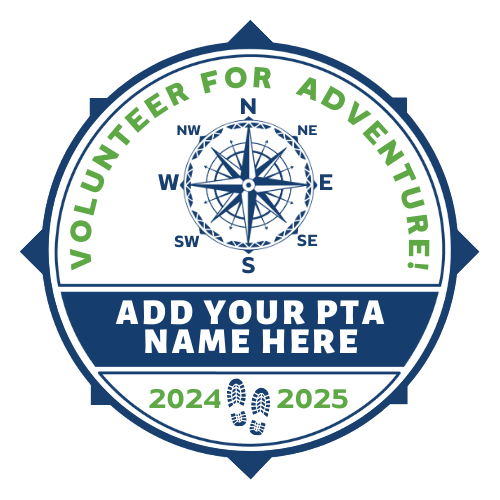 VOLUNTEER FOR ADVENTURE!
N
NW NE
W E
SW SE
S
ADD YOUR PTA
NAME HERE
2024 2025